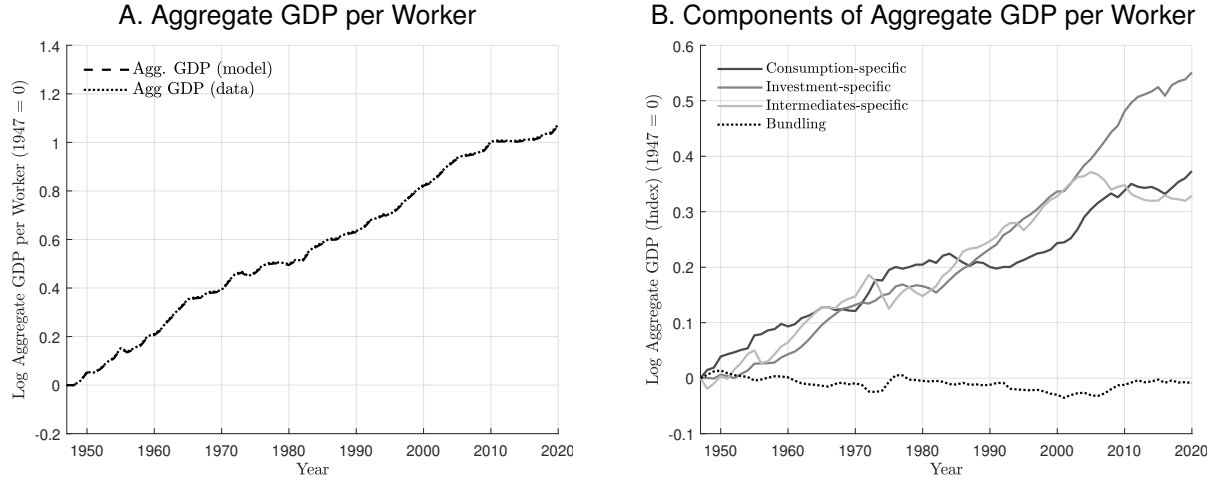 A. Aggregate GDP per Worker
Log Aggregate GDP per Worker (1947 = 0)
1.4
1.2
1
0.8
0.6
0.4
0.2
0
-0.2
Agg. GDP (model)
Agg GDP (data)
1950 1960 1970 1980 1990 2000 2010 2020
Year
B. Components of Aggregate GDP per Worker
Log Aggregate GDP (Index) (1947 = 0)
0.6
0.5
0.4
0.3
0.2
0.1
0
-0.1
Consumption-specific
Investment-specific
Intermediates-specific
Bundling
1950 1960 1970 1980 1990 2000 2010 2020
Year